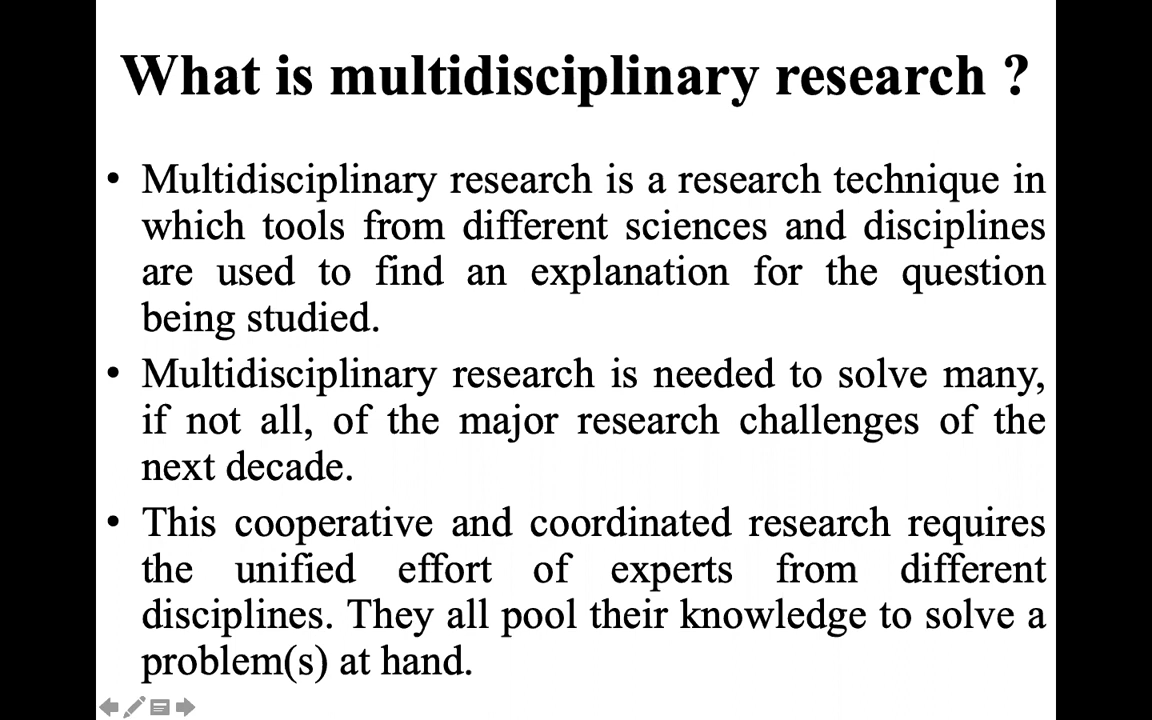 What is multidisciplinary research ?
• Multidisciplinary research is a research technique in
which tools from different sciences and disciplines
are used to find an explanation for the question
being studied.
• Multidisciplinary research is needed to solve many,
if not all, of the major research challenges of the
next decade.
• This cooperative and coordinated research requires
the unified effort of experts from different
disciplines. They all pool their knowledge to solve a
problem(s) at hand.